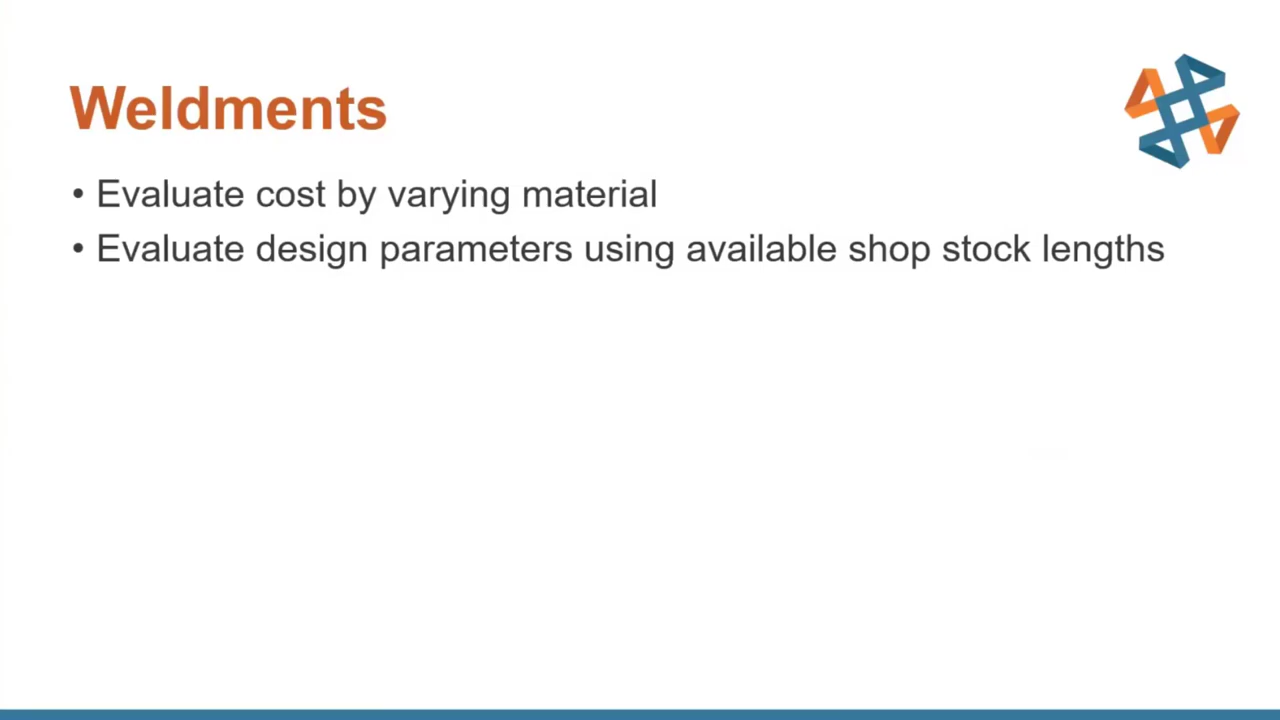 Weldments
• Evaluate cost by varying material
• Evaluate design parameters using available shop stock lengths